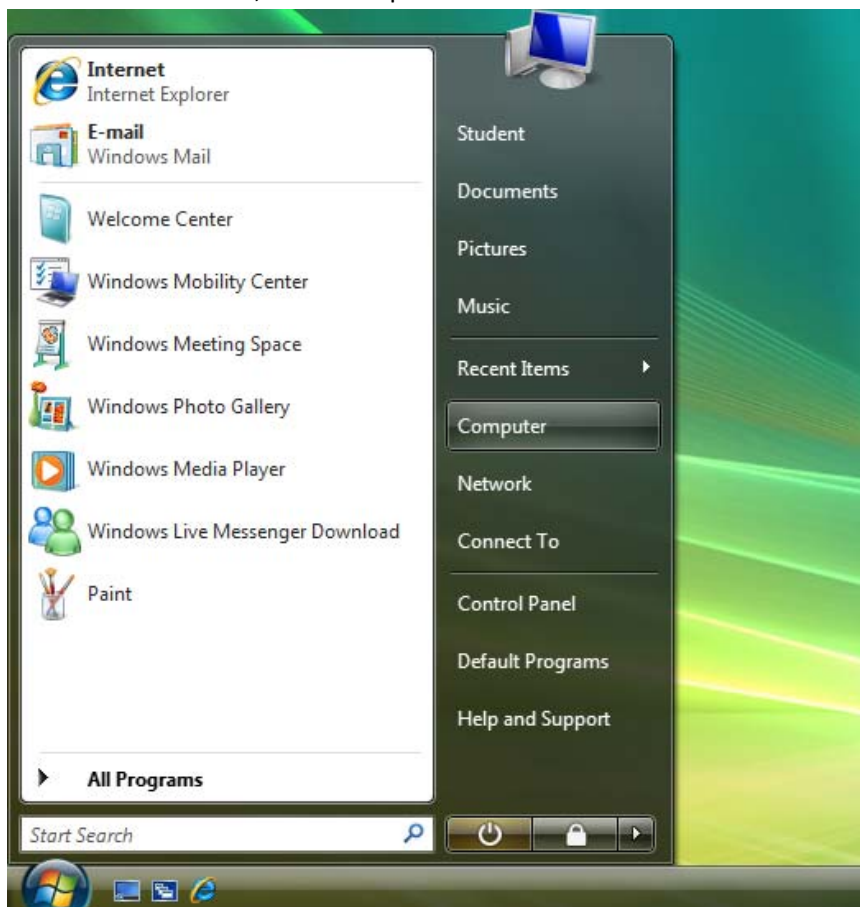 Internet
Internet Explorer
E-mail
Windows Mail
Welcome Center
Windows Mobility Center
Windows Meeting Space
Windows Photo Gallery
Windows Media Player
Windows Live Messenger Download
Paint
All Programs
Start Search
Student
Documents
Pictures
Music
Recent Items
Computer
Network
Connect To
Control Panel
Default Programs
Help and Support